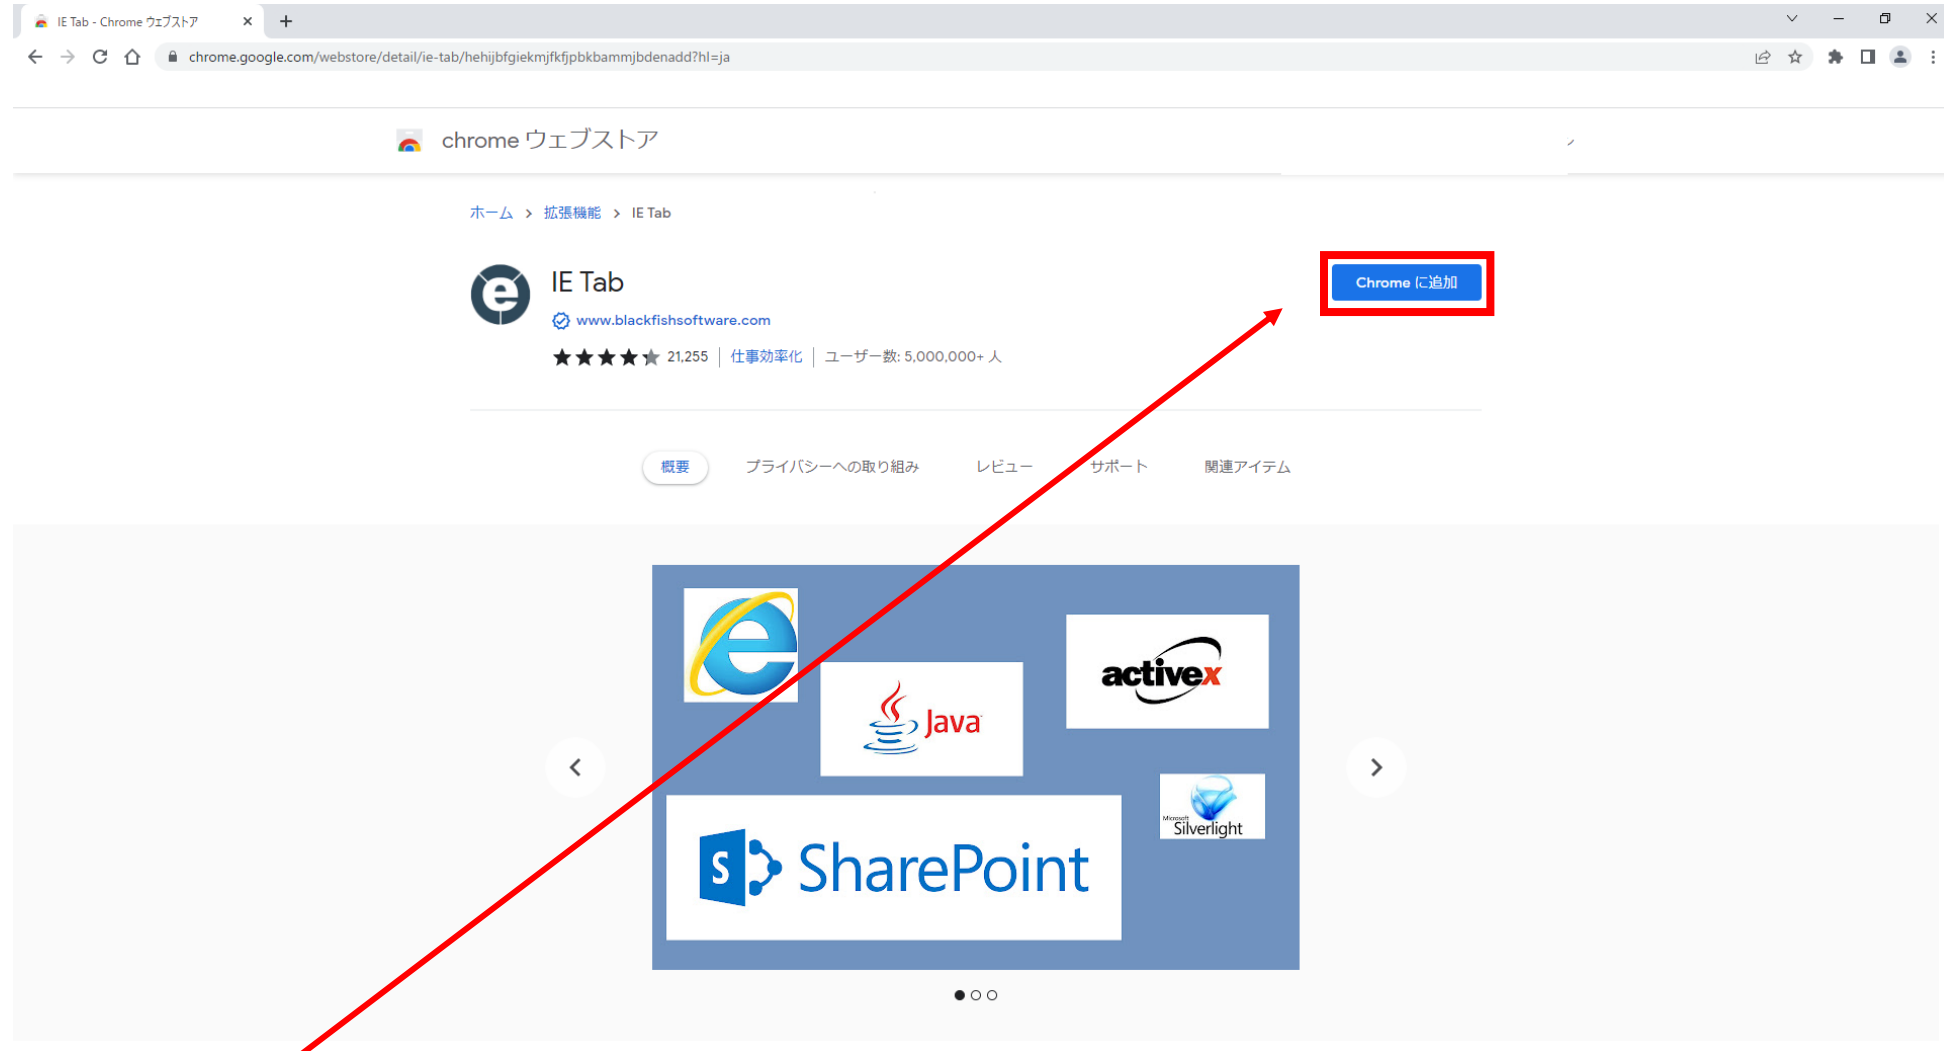 IE Tab - Chrome ウェブストア
chrome.google.com/webstore/detail/ie-tab/hehijbfgiekmjfkfjpbkbammjbdenadd?hl=ja
chrome ウェブストア
ホーム > 拡張機能 > IE Tab
IE Tab
Chrome に追加
www.blackfishsoftware.com
21,255 仕事効率化 ユーザー数: 5,000,000+ 人
概要 プライバシーへの取り組み レビュー サポート 関連アイテム
activex
Java
Microsoft
Silverlight
S SharePoint